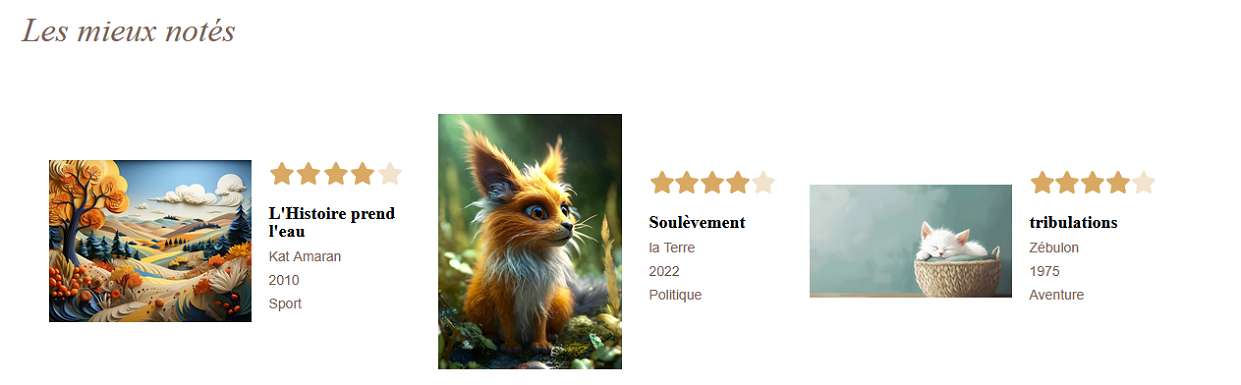 Les mieux notés
L'Histoire prend
l'eau
Kat Amaran
2010
Sport
Soulèvement
la Terre
2022
Politique
tribulations
Zébulon
1975
Aventure